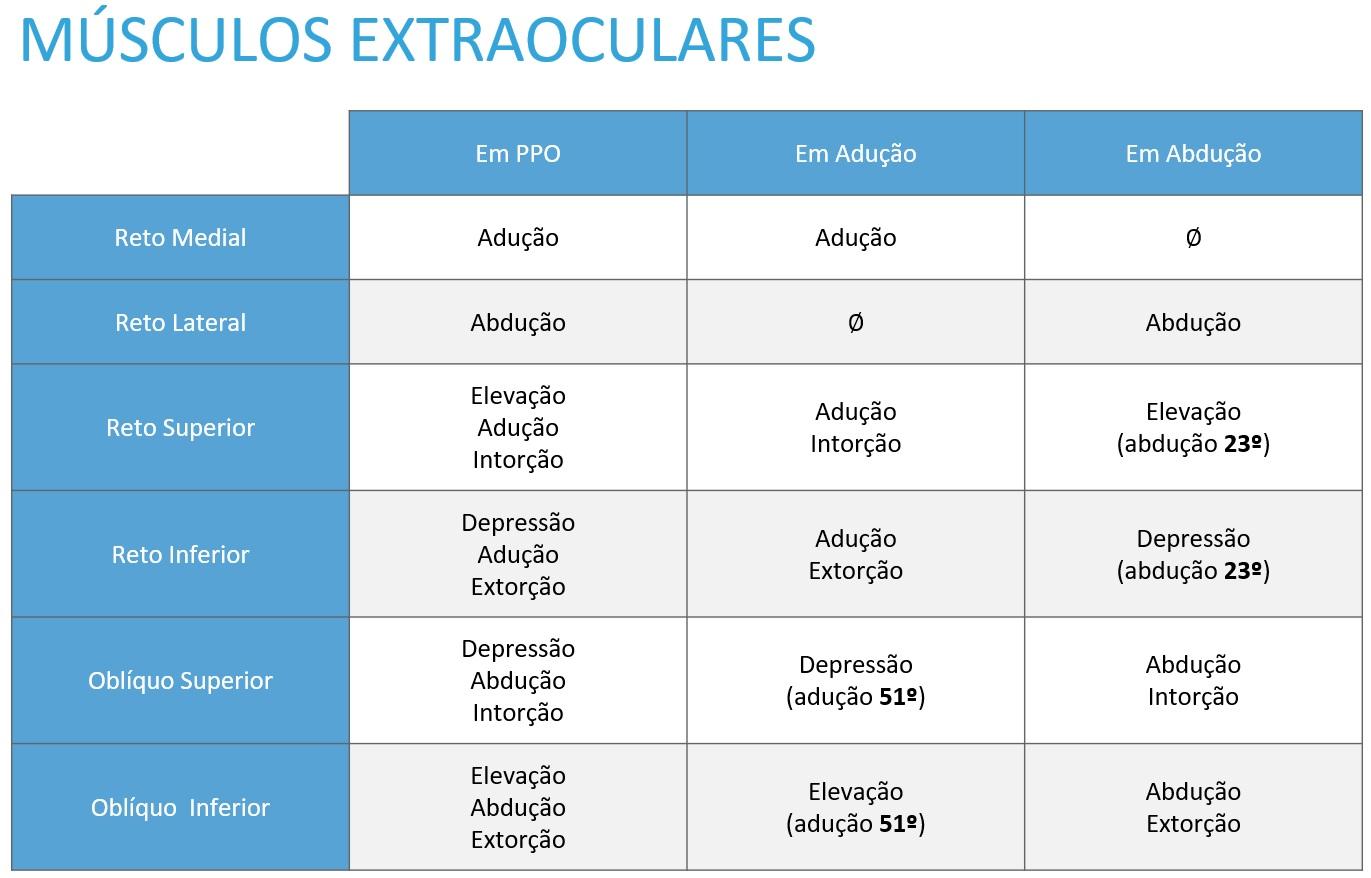 MÚSCULOS EXTRAOCULARES
Em PPO
Em Adução
Em Abdução
Reto Medial
Adução
Adução
Ø
Reto Lateral
Abdução
Ø
Abdução
Reto Superior
Elevação
Adução
Intorção
Adução
Intorção
Elevação
(abdução 23º)
Reto Inferior
Depressão
Adução
Extorção
Adução
Extorção
Depressão
(abdução 23º)
Oblíquo Superior
Depressão
Abdução
Intorção
Depressão
(adução 51º)
Abdução
Intorção
Oblíquo  Inferior
Elevação
Abdução
Extorção
Elevação
(adução 51º)
Abdução
Extorção